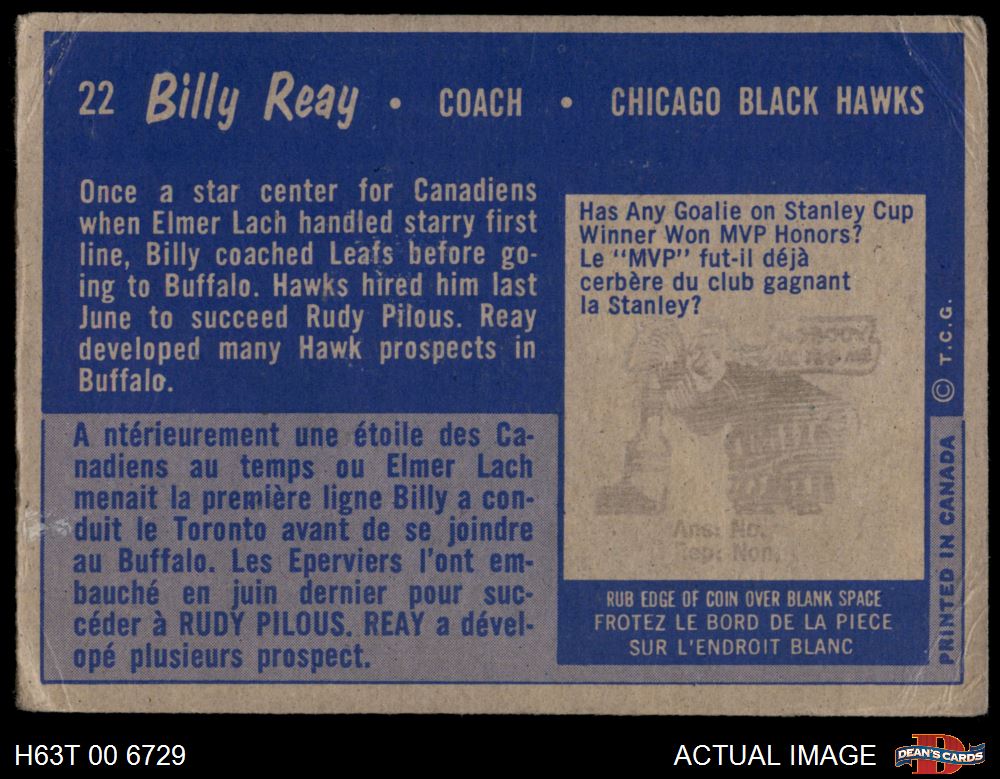 22 Billy Reay • COACH • CHICAGO BLACK HAWKS
Once a star center for Canadiens
when Elmer Lach handled starry first
line, Billy coached Leafs before go-
ing to Buffalo. Hawks hired him last
June to succeed Rudy Pilous. Reay
developed many Hawk prospects in
Buffalo.
A ntérieurement une étoile des Ca-
nadiens au temps ou Elmer Lach
menait la première ligne Billy a con-
duit le Toronto avant de se joindre
au Buffalo. Les Eperviers l'ont em-
bauché en juin dernier pour suc-
céder à RUDY PILOUS. REAY a dével-
opé plusieurs prospect.
Has Any Goalie on Stanley Cup
Winner Won MVP Honors?
Le "MVP" fut-il déjà
cerbère du club gagnant
la Stanley?
Ans: No.
Rep: Non.
RUB EDGE OF COIN OVER BLANK SPACE
FROTEZ LE BORD DE LA PIECE
SUR L'ENDROIT BLANC
© T.C.G.
PRINTED IN CANADA
H63T 00 6729
ACTUAL IMAGE
DEAN'S CARDS